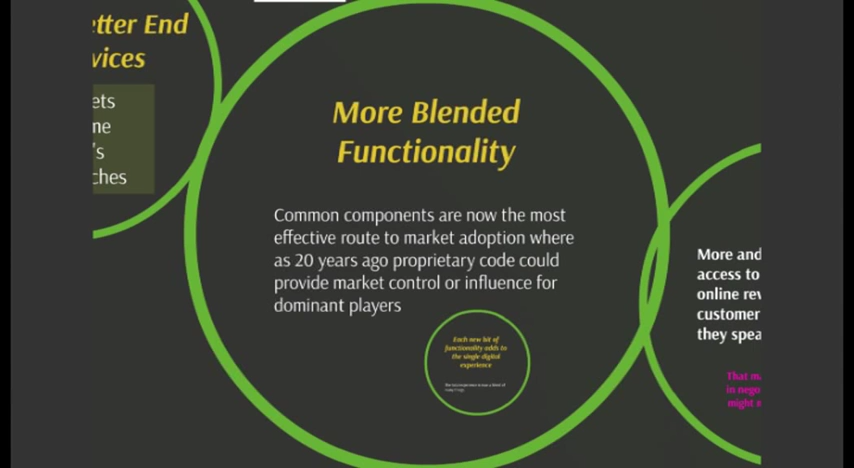 etter End
vices
ets
ne
's
ches
More Blended
Functionality
Common components are now the most
effective route to market adoption where
as 20 years ago proprietary code could
provide market control or influence for
dominant players
Each new bit of
functionality adds to
the single digital
experience
More and
access to
online rev
customer
they spea
That ma
in nego
might